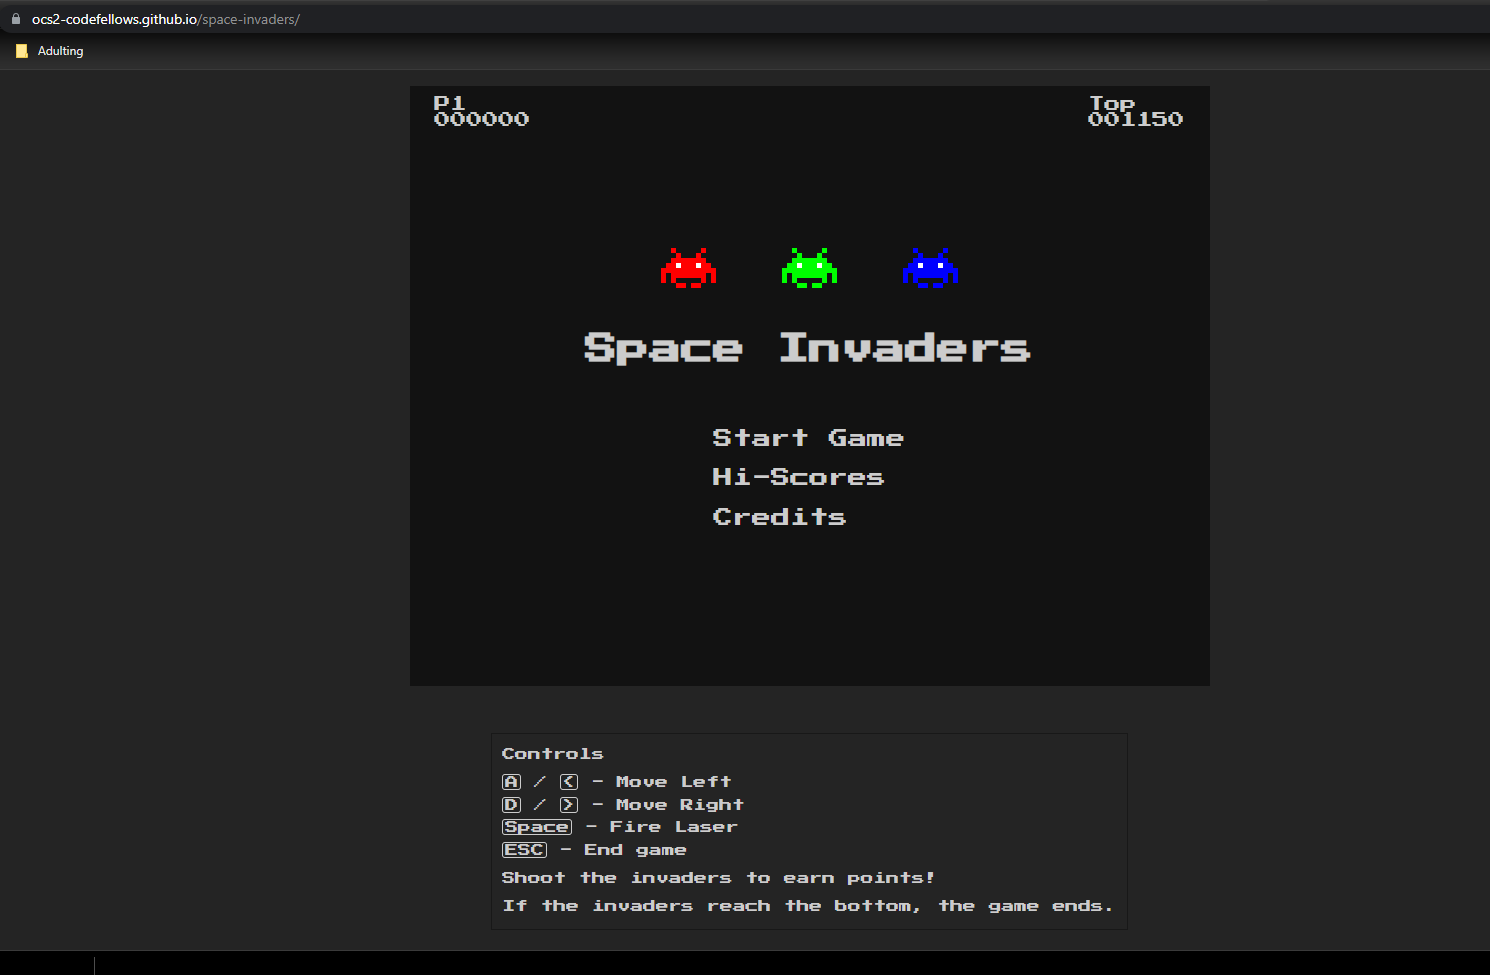 ocs2-codefellows.github.io/space-invaders/
Adulting
P1
000000
Top
001150
Space Invaders
Start Game
Hi-Scores
Credits
Controls
A / < - Move Left
D / > - Move Right
Space - Fire Laser
ESC - End game
Shoot the invaders to earn points!
If the invaders reach the bottom, the game ends.